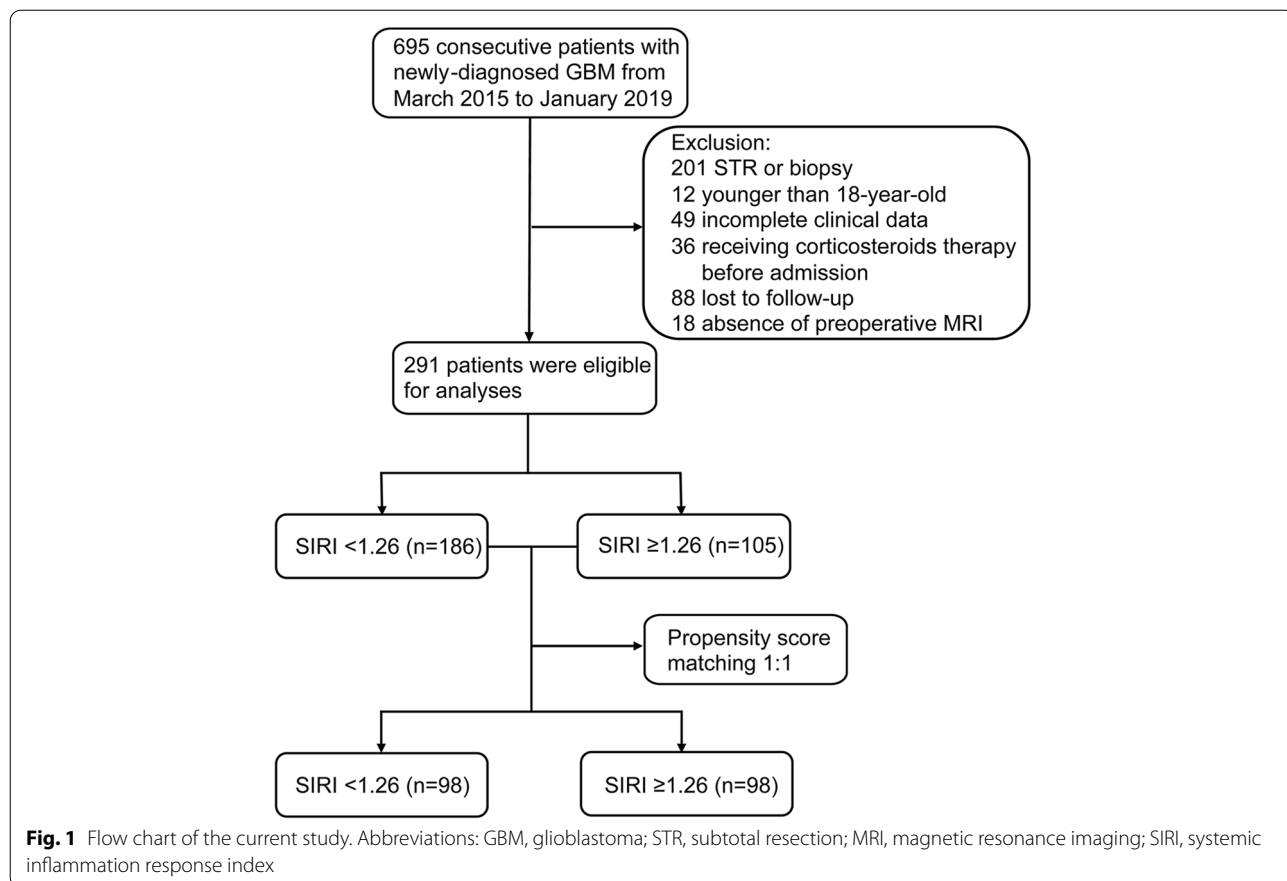 695 consecutive patients with
newly-diagnosed GBM from
March 2015 to January 2019
Exclusion:
201 STR or biopsy
12 younger than 18-year-old
49 incomplete clinical data
36 receiving corticosteroids therapy
before admission
88 lost to follow-up
18 absence of preoperative MRI
291 patients were eligible
for analyses
SIRI <1.26 (n=186)
SIRI ≥1.26 (n=105)
Propensity score
matching 1:1
SIRI <1.26 (n=98)
SIRI ≥1.26 (n=98)
Fig. 1 Flow chart of the current study. Abbreviations: GBM, glioblastoma; STR, subtotal resection; MRI, magnetic resonance imaging; SIRI, systemic
inflammation response index